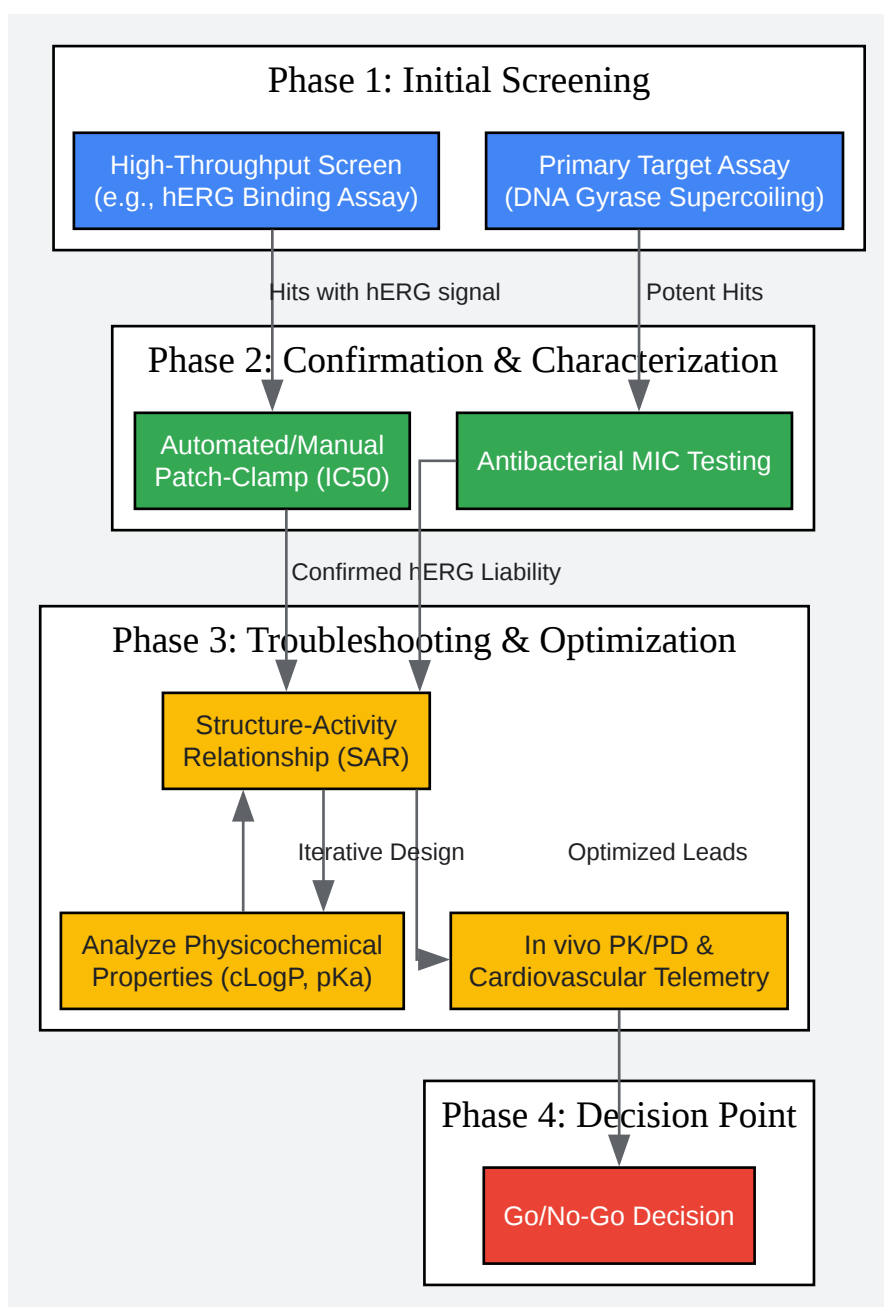 Phase 1: Initial Screening
High-Throughput Screen
(e.g., hERG Binding Assay)
Primary Target Assay
(DNA Gyrase Supercoiling)
Hits with hERG signal
Potent Hits
Phase 2: Confirmation & Characterization
Automated/Manual
Patch-Clamp (IC50)
Antibacterial MIC Testing
Confirmed hERG Liability
Phase 3: Troubleshooting & Optimization
Structure-Activity
Relationship (SAR)
Iterative Design
Optimized Leads
Analyze Physicochemical
Properties (cLogP, pKa)
In vivo PK/PD &
Cardiovascular Telemetry
Phase 4: Decision Point
Go/No-Go Decision